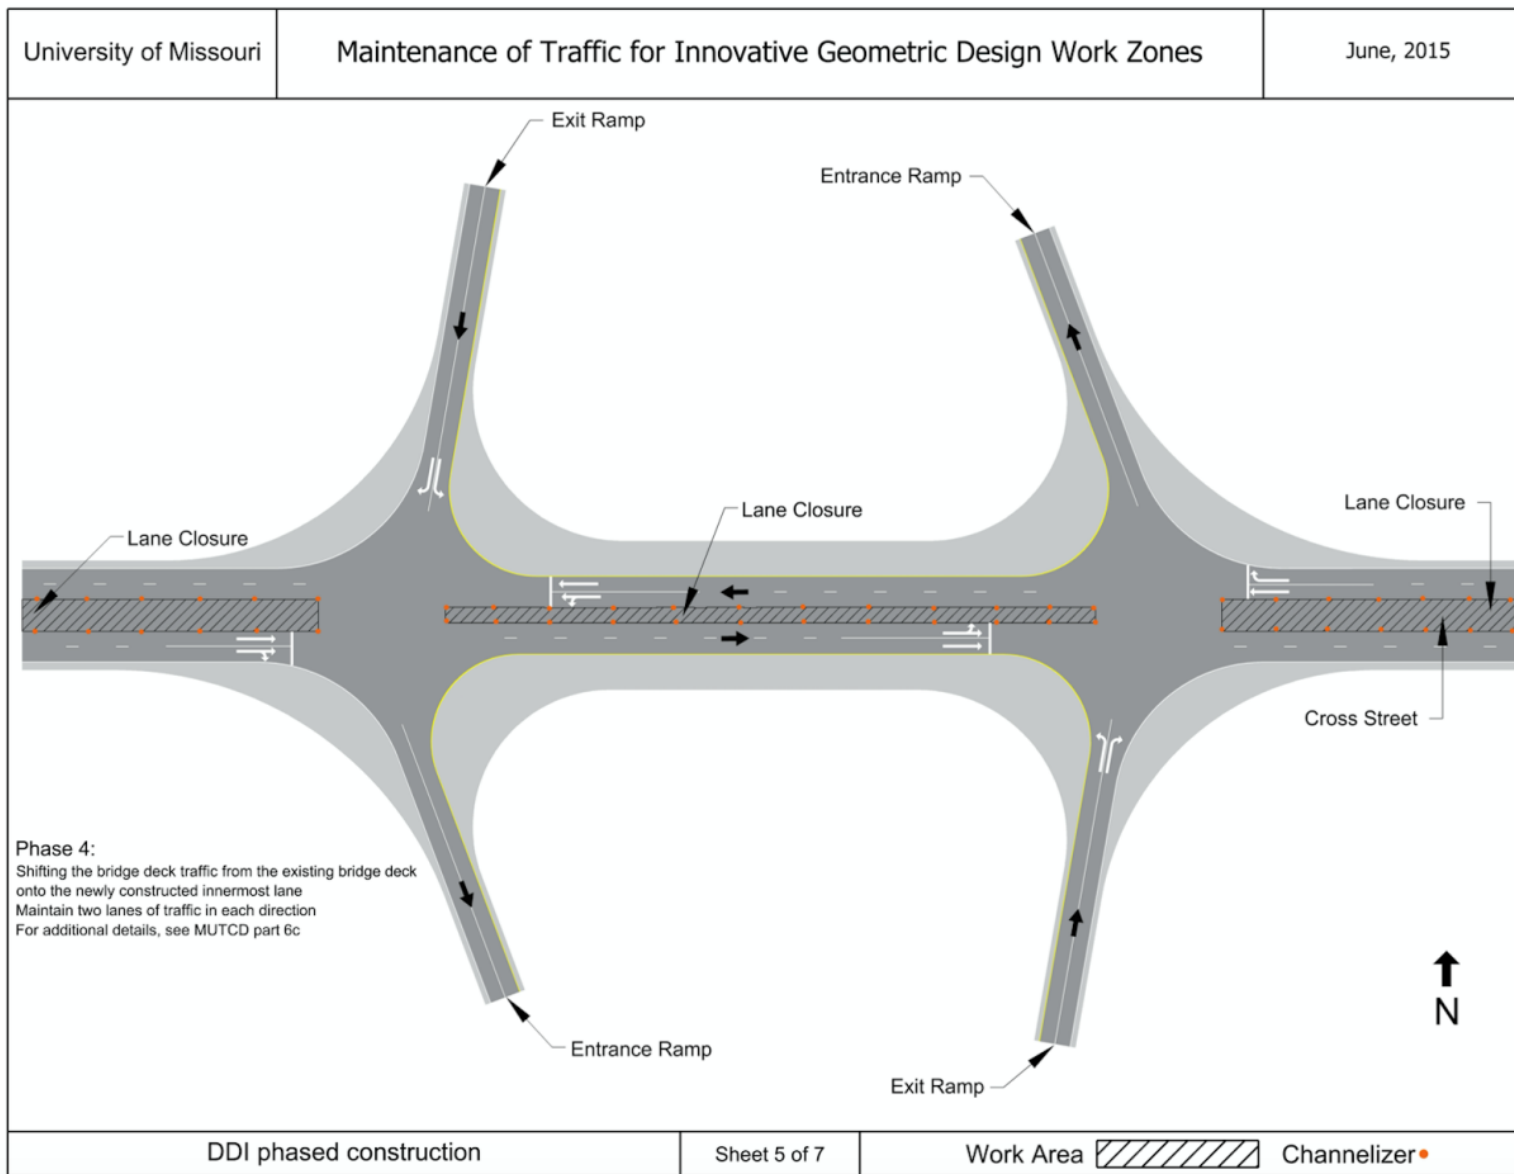 University of Missouri
Maintenance of Traffic for Innovative Geometric Design Work Zones
June, 2015
Exit Ramp
Entrance Ramp
Lane Closure
Lane Closure
Lane Closure
Cross Street
Phase 4:
Shifting the bridge deck traffic from the existing bridge deck
onto the newly constructed innermost lane
Maintain two lanes of traffic in each direction
For additional details, see MUTCD part 6c
N
Entrance Ramp
Exit Ramp
DDI phased construction
Sheet 5 of 7
Work Area
Channelizer